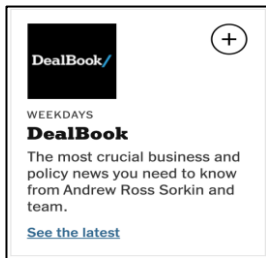 DealBook/
WEEKDAYS
DealBook
The most crucial business and
policy news you need to know
from Andrew Ross Sorkin and
team.
See the latest